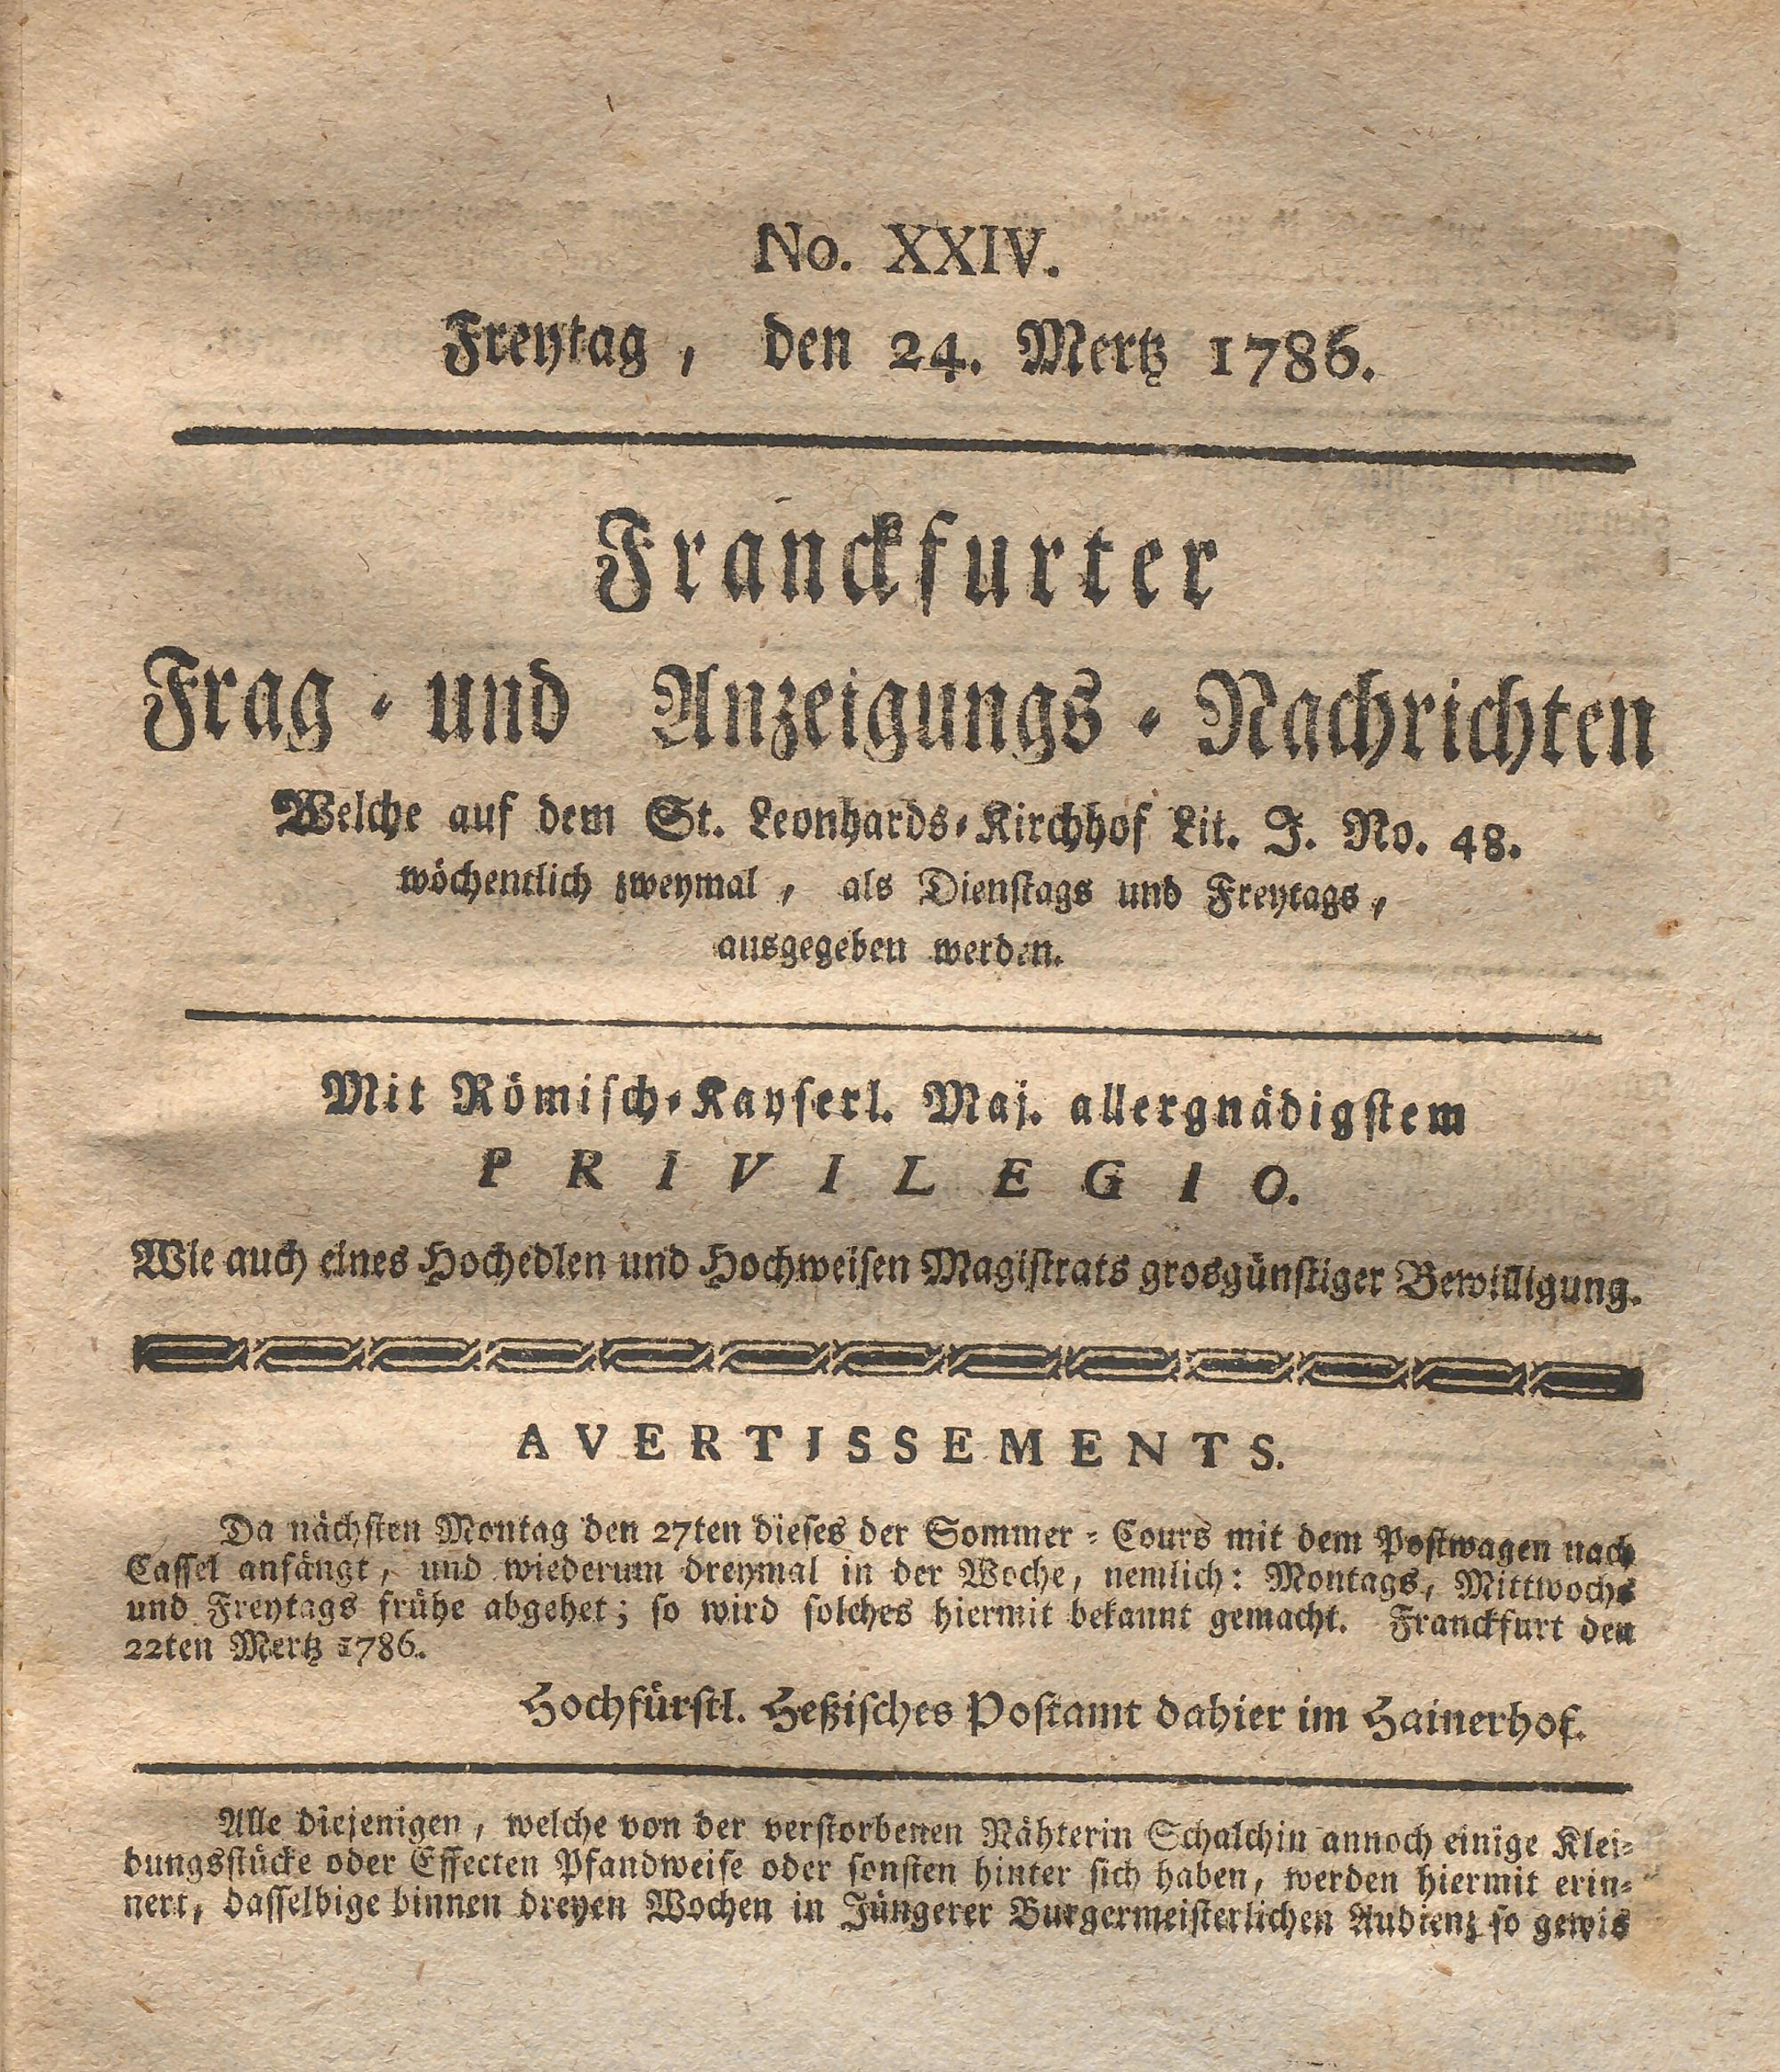 No. XXIV.
Freytag, den 24. Mertz 1786.
Franckfurter
Frag- und Anzeigungs-Nachrichten
Welche auf dem St. Leonhards-Kirchhof Lit. J. No. 48.
wöchentlich zweymal, als Dienstags und Freytags,
ausgegeben werden.
Mit Römisch-Kayserl. Maj. allergnädigstem
PRIVILEGIO.
Wie auch eines Hochedlen und Hochweisen Magistrats grosgünstiger Bewilligung.
AVERTISSEMENTS.
Da nächsten Montag den 27ten dieses der Sommer-Cours mit dem Postwagen nach
Cassel anfängt, und wiederum dreymal in der Woche, nemlich: Montags, Mittwochs
und Freytags frühe abgehet; so wird solches hiermit bekannt gemacht. Franckfurt den
22ten Mertz 1786.
Hochfürstl. Heßisches Postamt dahier im Hainerhof.
Alle diejenigen, welche von der verstorbenen Nähterin Schalchin annoch einige Klei-
dungsstücke oder Effecten Pfandweise oder sonsten hinter sich haben, werden hiermit erin-
nert, dasselbige binnen dreyen Wochen in Jüngerer Burgermeisterlichen Audienz so gewis